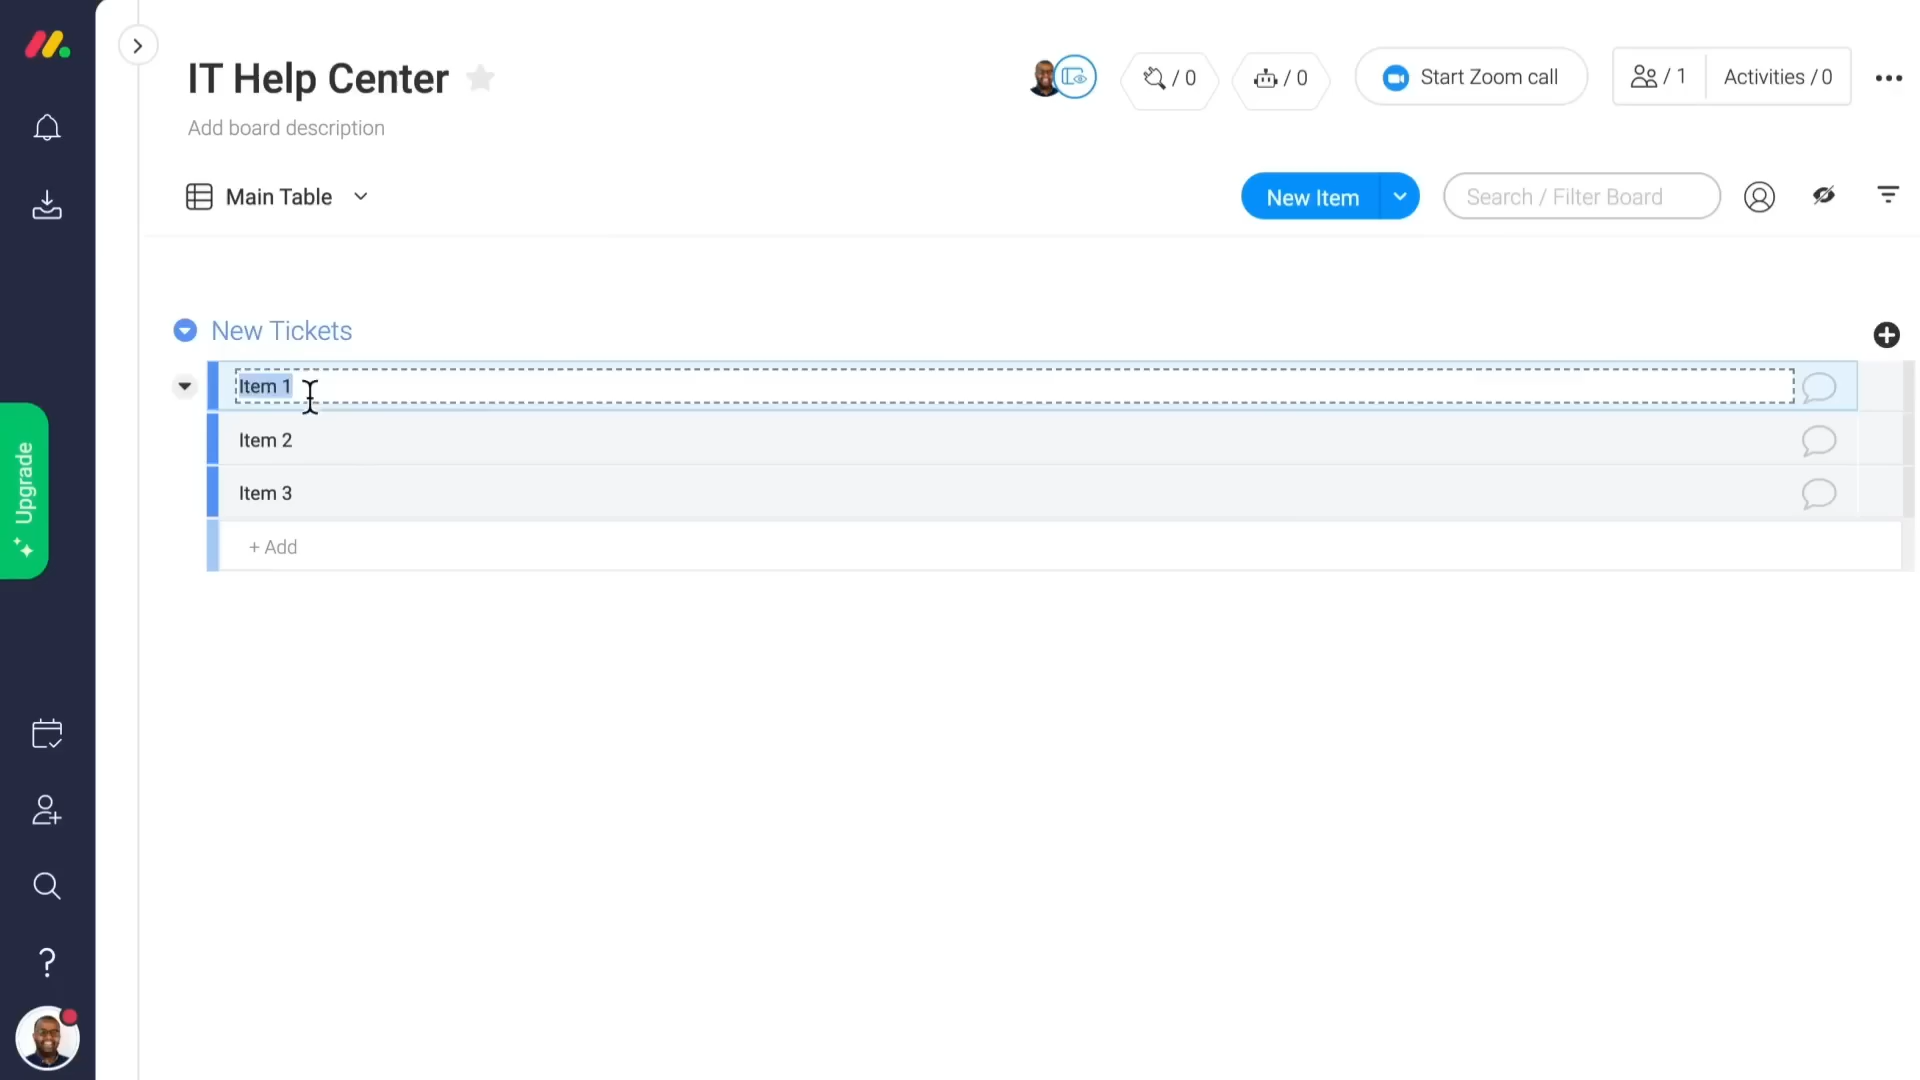 IT Help Center
/ 0
/ 0
Start Zoom call
/ 1
Activities / 0
Add board description
Main Table
New Item
Search / Filter Board
New Tickets
Item 1
Item 2
Item 3
+ Add
Upgrade